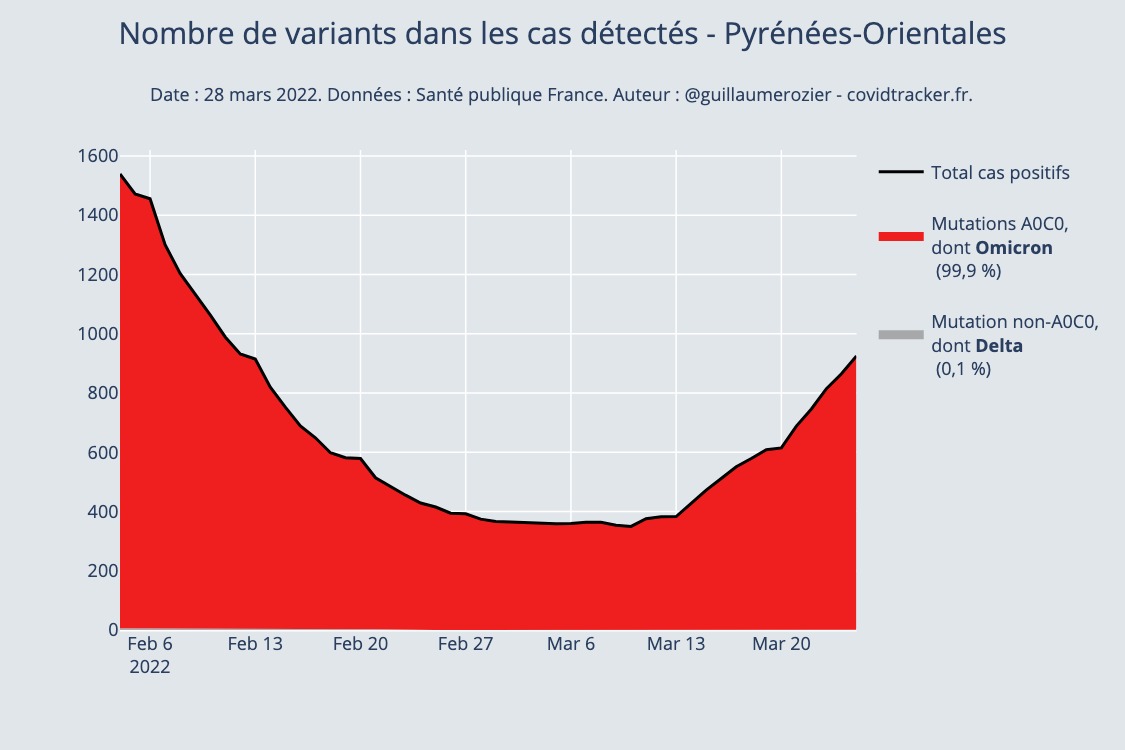 Nombre de variants dans les cas détectés - Pyrénées-Orientales
Date : 28 mars 2022. Données : Santé publique France. Auteur : @guillaumerozier - covidtracker.fr.
1600
1400
1200
1000
800
600
400
200
0
Feb 6
2022
Feb 13
Feb 20
Feb 27
Mar 6
Mar 13
Mar 20
Total cas positifs
Mutations A0C0,
dont Omicron
(99,9 %)
Mutation non-A0C0,
dont Delta
(0,1 %)